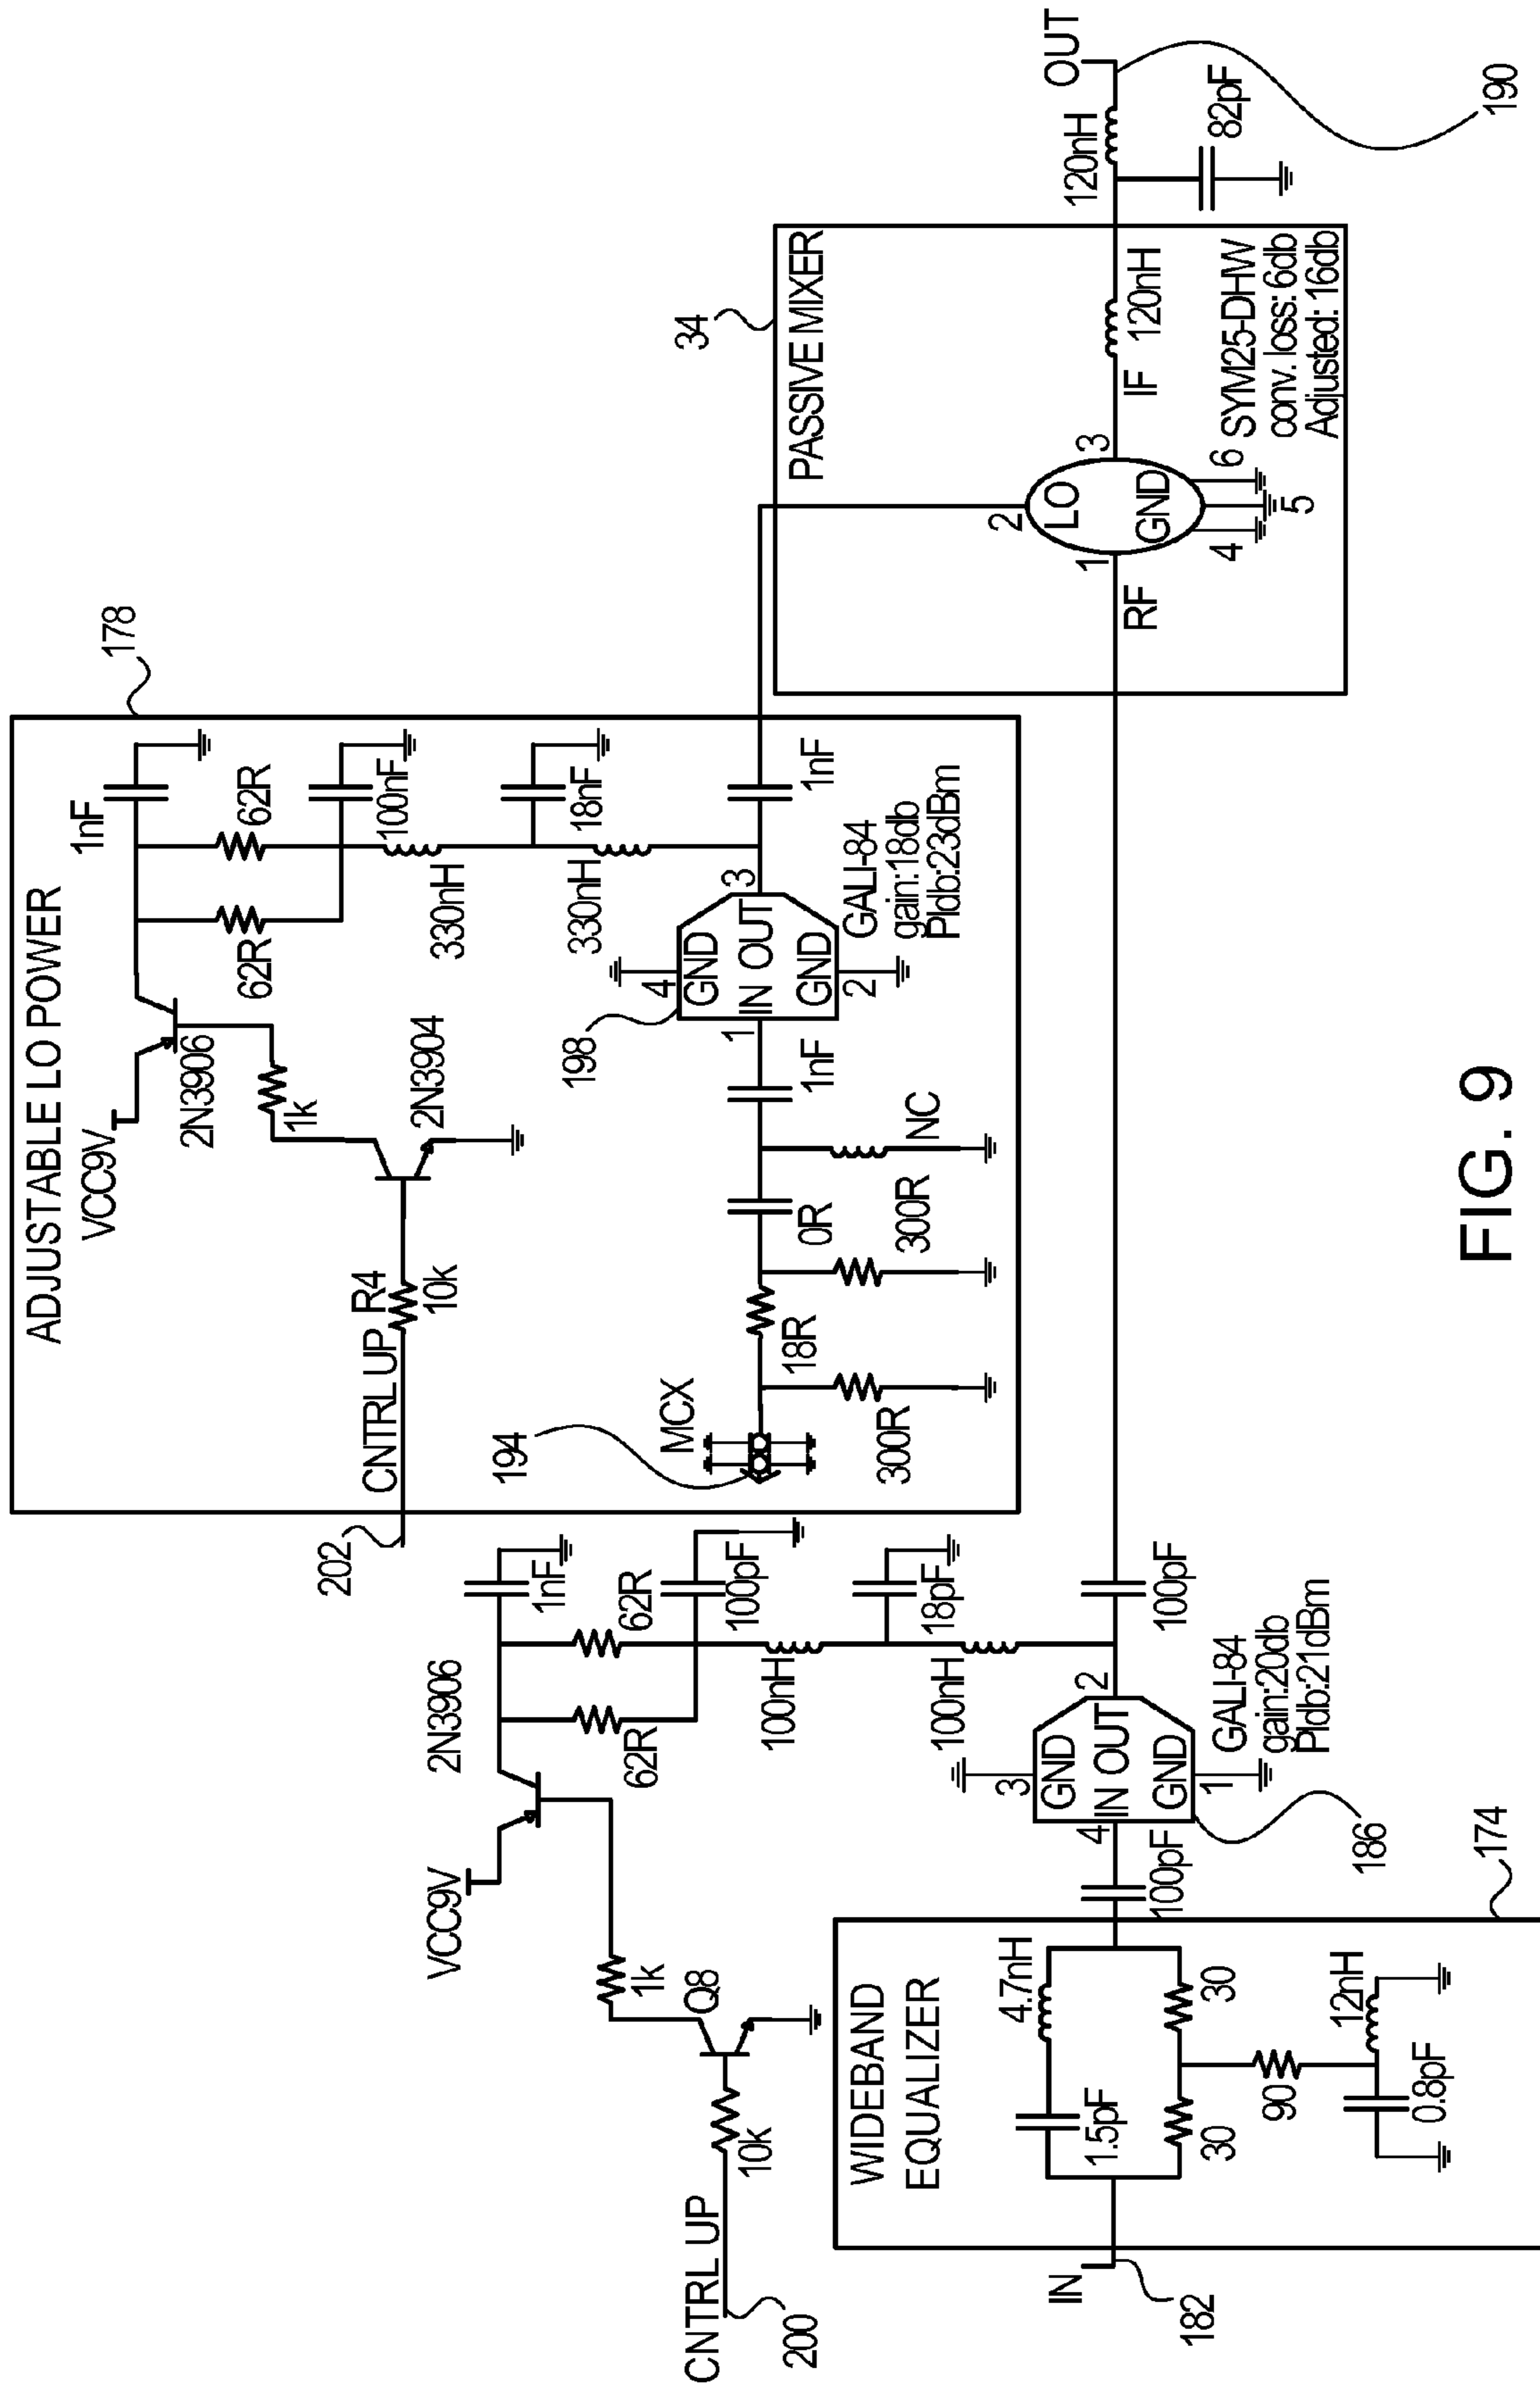 ADJUSTABLE LO POWER
178
VCC9V
2N3906
1nF
62R
62R
100nF
1k
330nH
18nF
330nH
2N3904
CNTRL UP
R4
10k
202
198
4
GND
IN OUT
GND
1
3
2
GALI-84
gain:18db
Pldb:23dBm
1nF
1nF
NC
0R
300R
18R
300R
MCX
194
34
PASSIVE MIXER
2
LO
GND
1
RF
3
IF
120nH
4
5
6
SYM25-DHW
conv. loss: 6db
Adjusted: 16db
120nH
OUT
82pF
190
VCC9V
2N3906
1nF
62R
62R
100pF
100nH
18pF
100nH
1k
Q8
10k
CNTRL UP
200
3
GND
IN OUT
GND
4
2
1
GALI-84
gain:20db
Pldb:21dBm
100pF
100pF
186
174
WIDEBAND
EQUALIZER
4.7nH
1.5pF
30
30
90
12nH
0.8pF
IN
182
FIG. 9